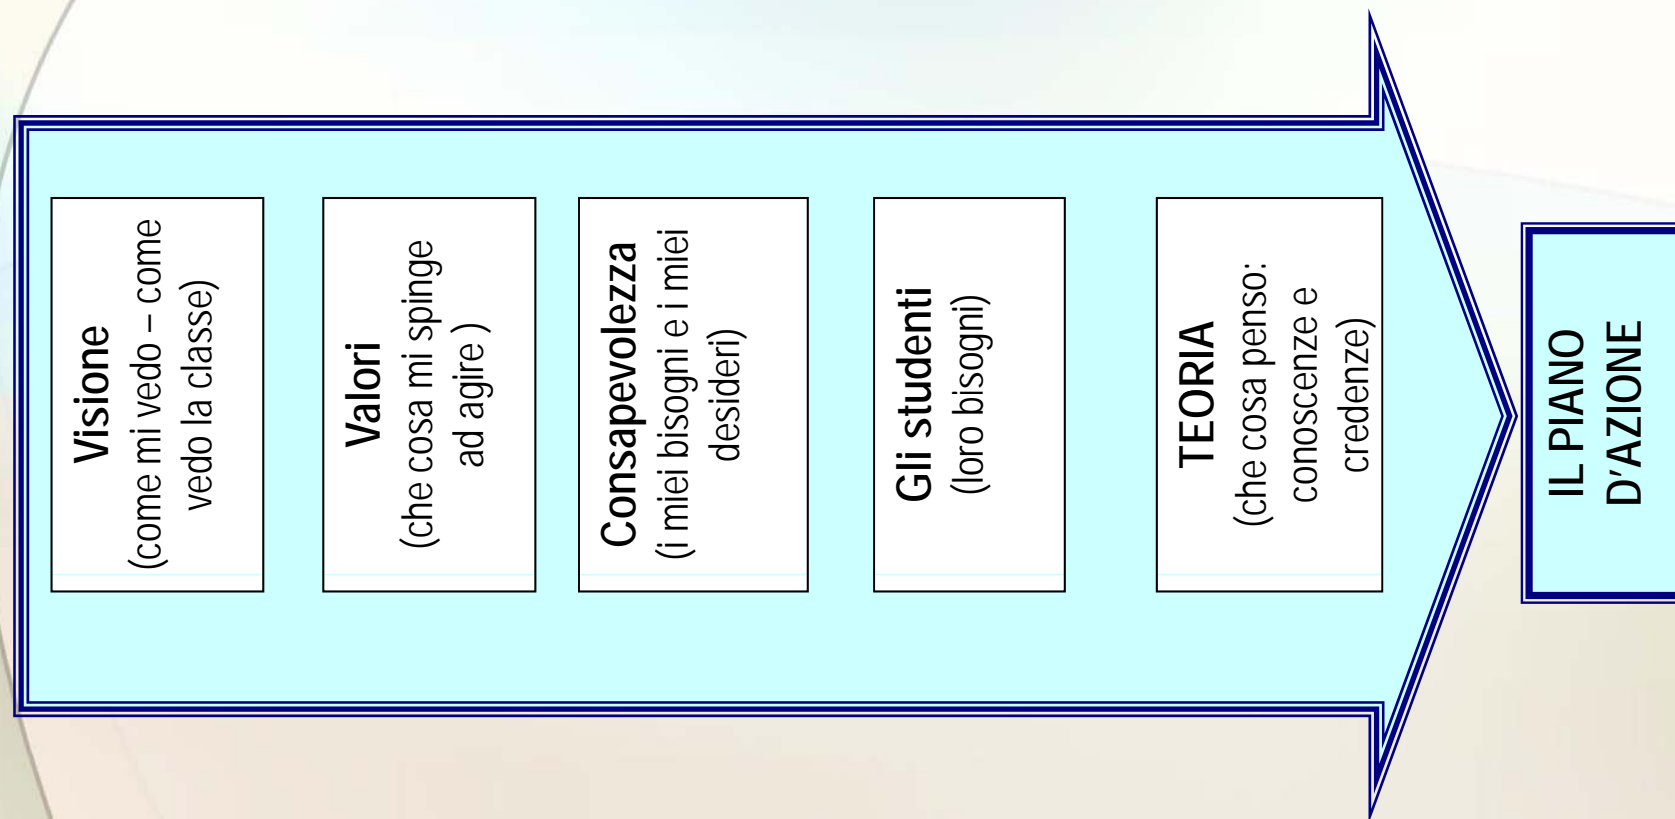 Visione
(come mi vedo – come
vedo la classe)
Valori
(che cosa mi spinge
ad agire )
Consapevolezza
(i miei bisogni e i miei
desideri)
Gli studenti
(loro bisogni)
TEORIA
(che cosa penso:
conoscenze e
credenze)
IL PIANO
D'AZIONE